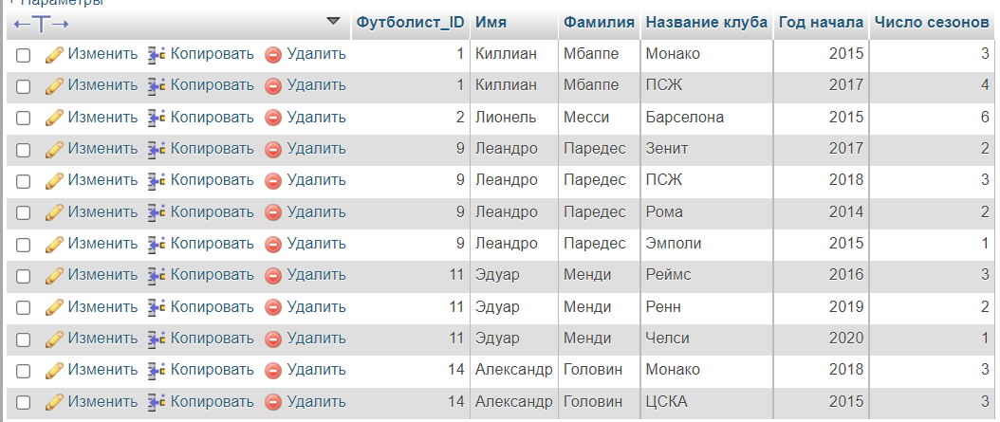 + Параметры
←T→ Футболист_ID Имя Фамилия Название клуба Год начала Число сезонов
Изменить Копировать Удалить 1 Киллиан Мбаппе Монако 2015 3
Изменить Копировать Удалить 1 Киллиан Мбаппе ПСЖ 2017 4
Изменить Копировать Удалить 2 Лионель Месси Барселона 2015 6
Изменить Копировать Удалить 9 Леандро Паредес Зенит 2017 2
Изменить Копировать Удалить 9 Леандро Паредес ПСЖ 2018 3
Изменить Копировать Удалить 9 Леандро Паредес Рома 2014 2
Изменить Копировать Удалить 9 Леандро Паредес Эмполи 2015 1
Изменить Копировать Удалить 11 Эдуар Менди Реймс 2016 3
Изменить Копировать Удалить 11 Эдуар Менди Ренн 2019 2
Изменить Копировать Удалить 11 Эдуар Менди Челси 2020 1
Изменить Копировать Удалить 14 Александр Головин Монако 2018 3
Изменить Копировать Удалить 14 Александр Головин ЦСКА 2015 3